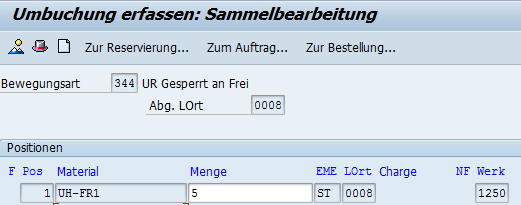 Umbuchung erfassen: Sammelbearbeitung
Zur Reservierung... Zum Auftrag... Zur Bestellung...
Bewegungsart 344 UR Gesperrt an Frei
Abg. LOrt 0008
Positionen
F Pos Material Menge EME LOrt Charge NF Werk
1 UH-FR1 5 ST 0008 1250